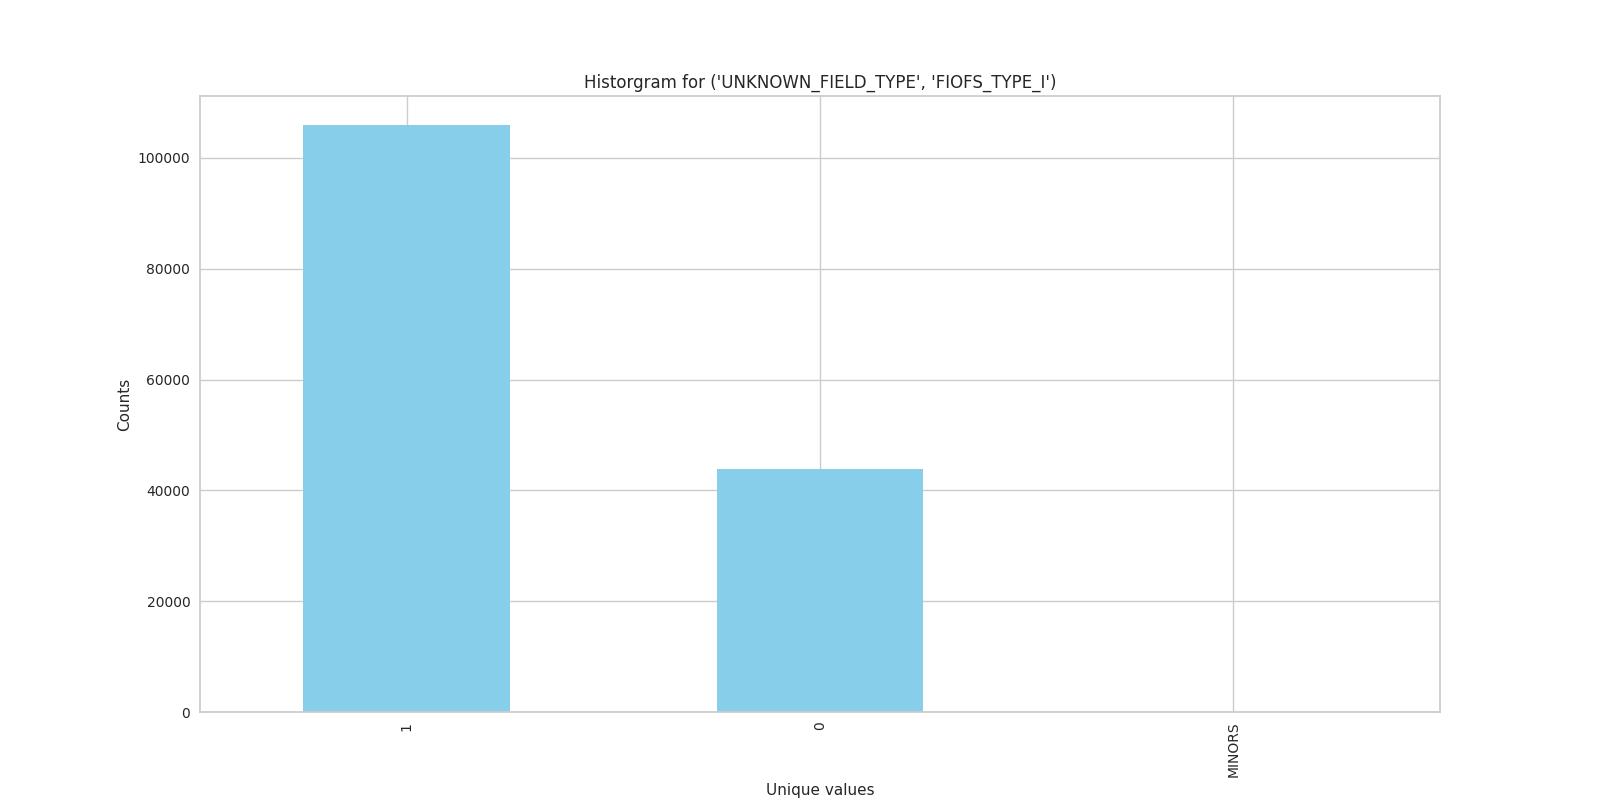 Historgram for ('UNKNOWN_FIELD_TYPE', 'FIOFS_TYPE_I')
100000
80000
60000
40000
20000
0
Counts
1
0
MINORS
Unique values